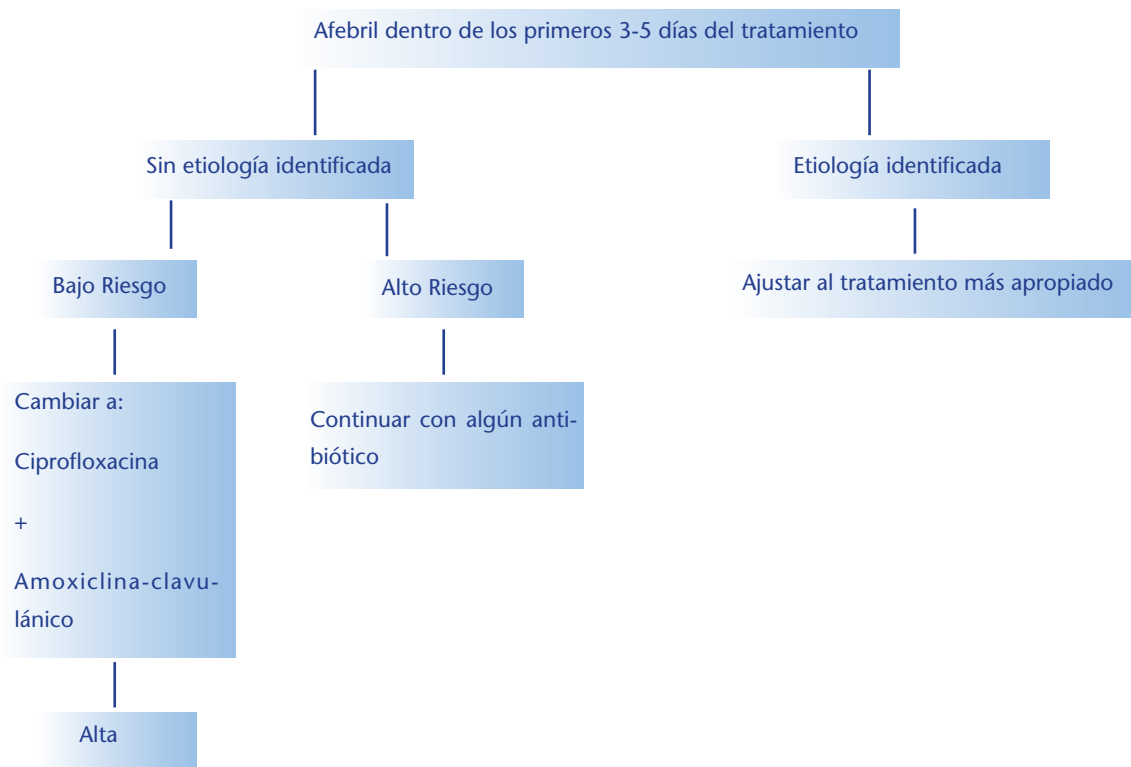 Afebril dentro de los primeros 3-5 días del tratamiento
Sin etiología identificada
Etiología identificada
Bajo Riesgo
Alto Riesgo
Ajustar al tratamiento más apropiado
Cambiar a:
Ciprofloxacina
+
Amoxiclina-clavu-
lánico
Continuar con algún anti-
biótico
Alta